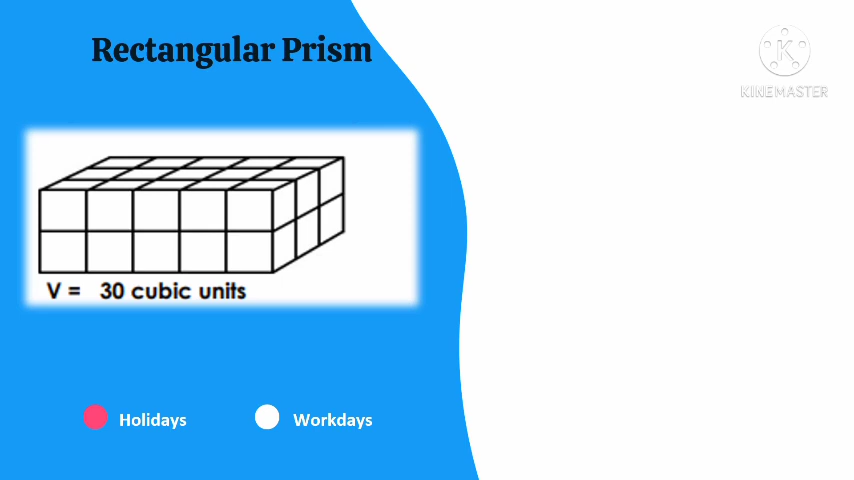 Rectangular Prism
K
KINEMASTER
V = 30 cubic units
Holidays
Workdays